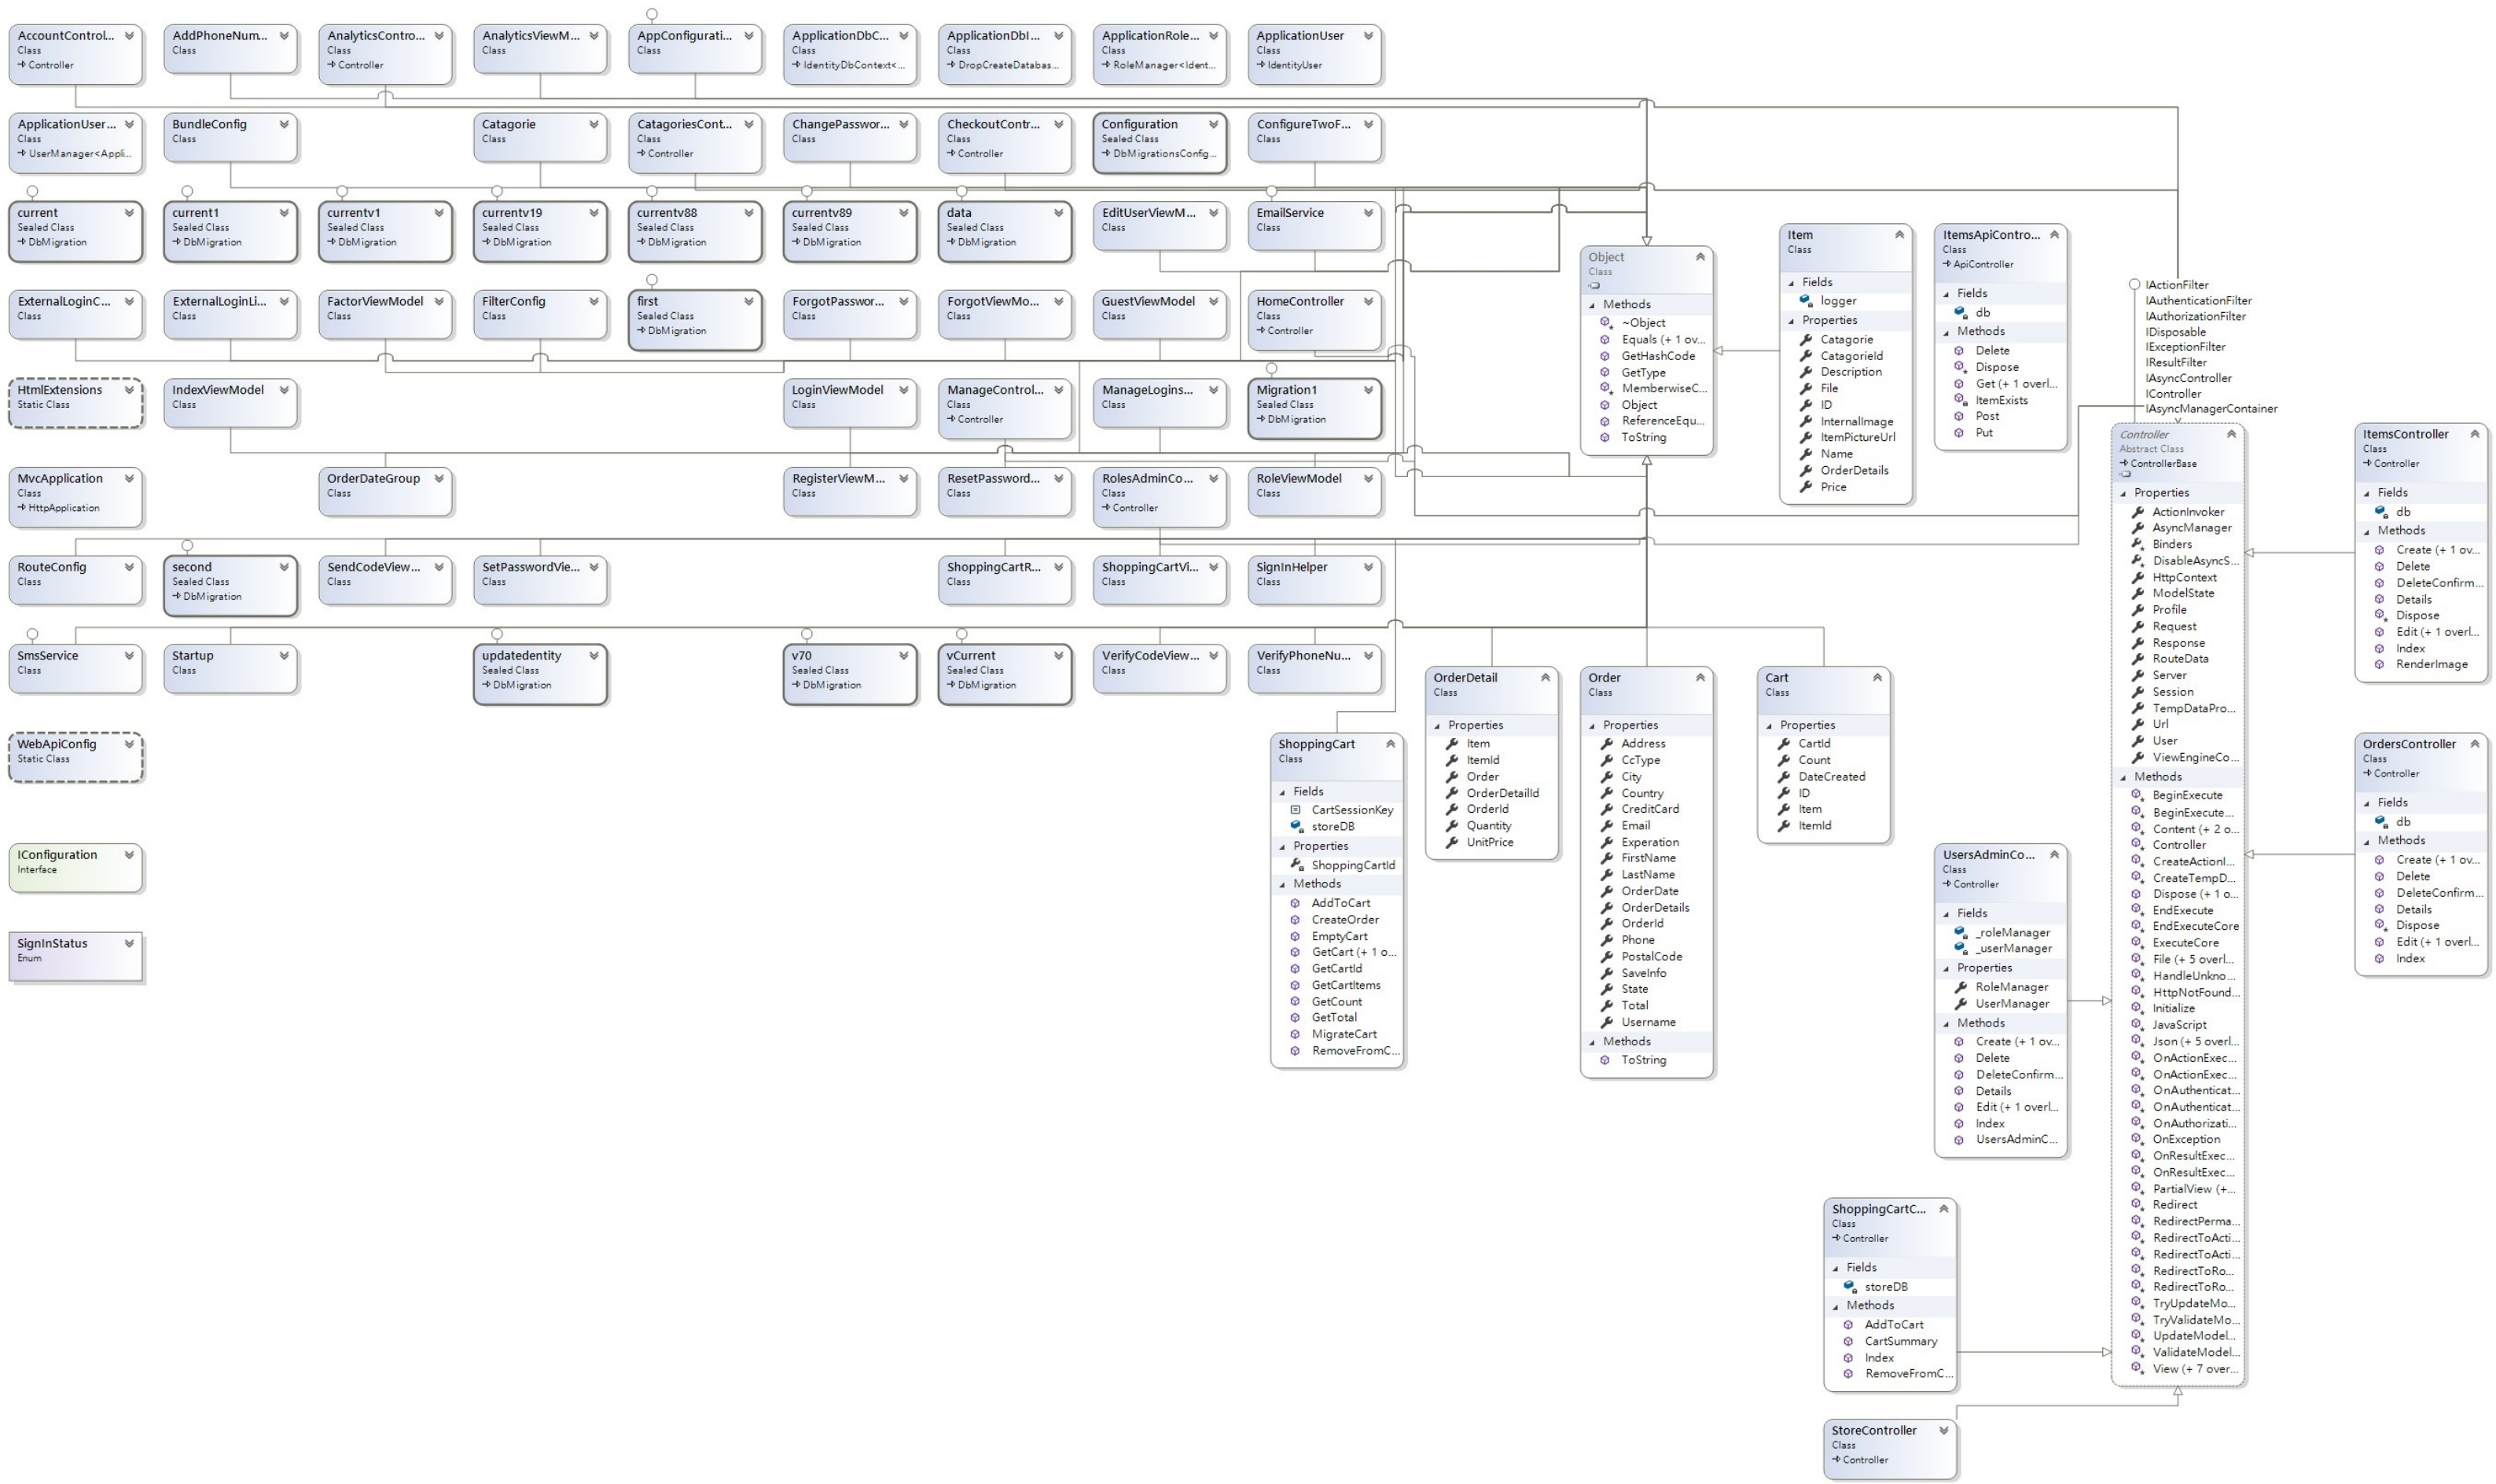 AccountControl...
Class
Controller
AddPhoneNum...
Class
AnalyticsContro...
Class
Controller
AnalyticsViewM...
Class
AppConfigurati...
Class
ApplicationDbC...
Class
IdentityDbContext<...
ApplicationDbI...
Class
DropCreateDatabas...
ApplicationRole...
Class
RoleManager<Ident...
ApplicationUser
Class
IdentityUser
ApplicationUser...
Class
UserManager<Appli...
BundleConfig
Class
Catagorie
Class
CatagoriesCont...
Class
Controller
ChangePasswor...
Class
CheckoutContr...
Class
Controller
Configuration
Sealed Class
DbMigrationsConfig...
ConfigureTwoF...
Class
current
Sealed Class
DbMigration
current1
Sealed Class
DbMigration
currentv1
Sealed Class
DbMigration
currentv19
Sealed Class
DbMigration
currentv88
Sealed Class
DbMigration
currentv89
Sealed Class
DbMigration
data
Sealed Class
DbMigration
EditUserViewM...
Class
EmailService
Class
ExternalLoginC...
Class
ExternalLoginLi...
Class
FactorViewModel
Class
FilterConfig
Class
first
Sealed Class
DbMigration
ForgotPasswor...
Class
ForgotViewMo...
Class
GuestViewModel
Class
HomeController
Class
Controller
HtmlExtensions
Static Class
IndexViewModel
Class
LoginViewModel
Class
ManageControl...
Class
Controller
ManageLogins...
Class
Migration1
Sealed Class
DbMigration
MvcApplication
Class
HttpApplication
OrderDateGroup
Class
RegisterViewM...
Class
ResetPassword...
Class
RolesAdminCo...
Class
Controller
RoleViewModel
Class
RouteConfig
Class
second
Sealed Class
DbMigration
SendCodeView...
Class
SetPasswordVie...
Class
ShoppingCartR...
Class
ShoppingCartVi...
Class
SignInHelper
Class
SmsService
Class
Startup
Class
updatedentity
Sealed Class
DbMigration
v70
Sealed Class
DbMigration
vCurrent
Sealed Class
DbMigration
VerifyCodeView...
Class
VerifyPhoneNu...
Class
WebApiConfig
Static Class
IConfiguration
Interface
SignInStatus
Enum
ShoppingCart
Class
Fields
CartSessionKey
storeDB
Properties
ShoppingCartId
Methods
AddToCart
CreateOrder
EmptyCart
GetCart (+ 1 o...
GetCartId
GetCartItems
GetCount
GetTotal
MigrateCart
RemoveFromC...
OrderDetail
Class
Properties
Item
ItemId
Order
OrderDetailId
OrderId
Quantity
UnitPrice
Object
Class
Methods
~Object
Equals (+ 1 ov...
GetHashCode
GetType
MemberwiseC...
Object
ReferenceEqu...
ToString
Order
Class
Properties
Address
CcType
City
Country
CreditCard
Email
Experation
FirstName
LastName
OrderDate
OrderDetails
OrderId
Phone
PostalCode
SaveInfo
State
Total
Username
Methods
ToString
Item
Class
Fields
logger
Properties
Catagorie
CatagorieId
Description
File
ID
InternalImage
ItemPictureUrl
Name
OrderDetails
Price
Cart
Class
Properties
CartId
Count
DateCreated
ID
Item
ItemId
ItemsApiContro...
Class
ApiController
Fields
db
Methods
Delete
Dispose
Get (+ 1 overl...
ItemExists
Post
Put
UsersAdminCo...
Class
Controller
Fields
_roleManager
_userManager
Properties
RoleManager
UserManager
Methods
Create (+ 1 ov...
Delete
DeleteConfirm...
Details
Edit (+ 1 overl...
Index
UsersAdminC...
ShoppingCartC...
Class
Controller
Fields
storeDB
Methods
AddToCart
CartSummary
Index
RemoveFromC...
StoreController
Class
Controller
IActionFilter
IAuthenticationFilter
IAuthorizationFilter
IDisposable
IExceptionFilter
IResultFilter
IAsyncController
IController
IAsyncManagerContainer
Controller
Abstract Class
ControllerBase
Properties
ActionInvoker
AsyncManager
Binders
DisableAsyncS...
HttpContext
ModelState
Profile
Request
Response
RouteData
Server
Session
TempDataPro...
Url
User
ViewEngineCo...
Methods
BeginExecute
BeginExecute...
Content (+ 2 o...
Controller
CreateActionI...
CreateTempD...
Dispose (+ 1 o...
EndExecute
EndExecuteCore
ExecuteCore
File (+ 5 overl...
HandleUnkno...
HttpNotFound...
Initialize
JavaScript
Json (+ 5 overl...
OnActionExec...
OnActionExec...
OnAuthenticat...
OnAuthenticat...
OnAuthorizati...
OnException
OnResultExec...
OnResultExec...
PartialView (+...
Redirect
RedirectPerma...
RedirectToActi...
RedirectToActi...
RedirectToRo...
RedirectToRo...
TryUpdateMo...
TryValidateMo...
UpdateModel...
ValidateModel...
View (+ 7 over...
ItemsController
Class
Controller
Fields
db
Methods
Create (+ 1 ov...
Delete
DeleteConfirm...
Details
Dispose
Edit (+ 1 overl...
Index
RenderImage
OrdersController
Class
Controller
Fields
db
Methods
Create (+ 1 ov...
Delete
DeleteConfirm...
Details
Dispose
Edit (+ 1 overl...
Index